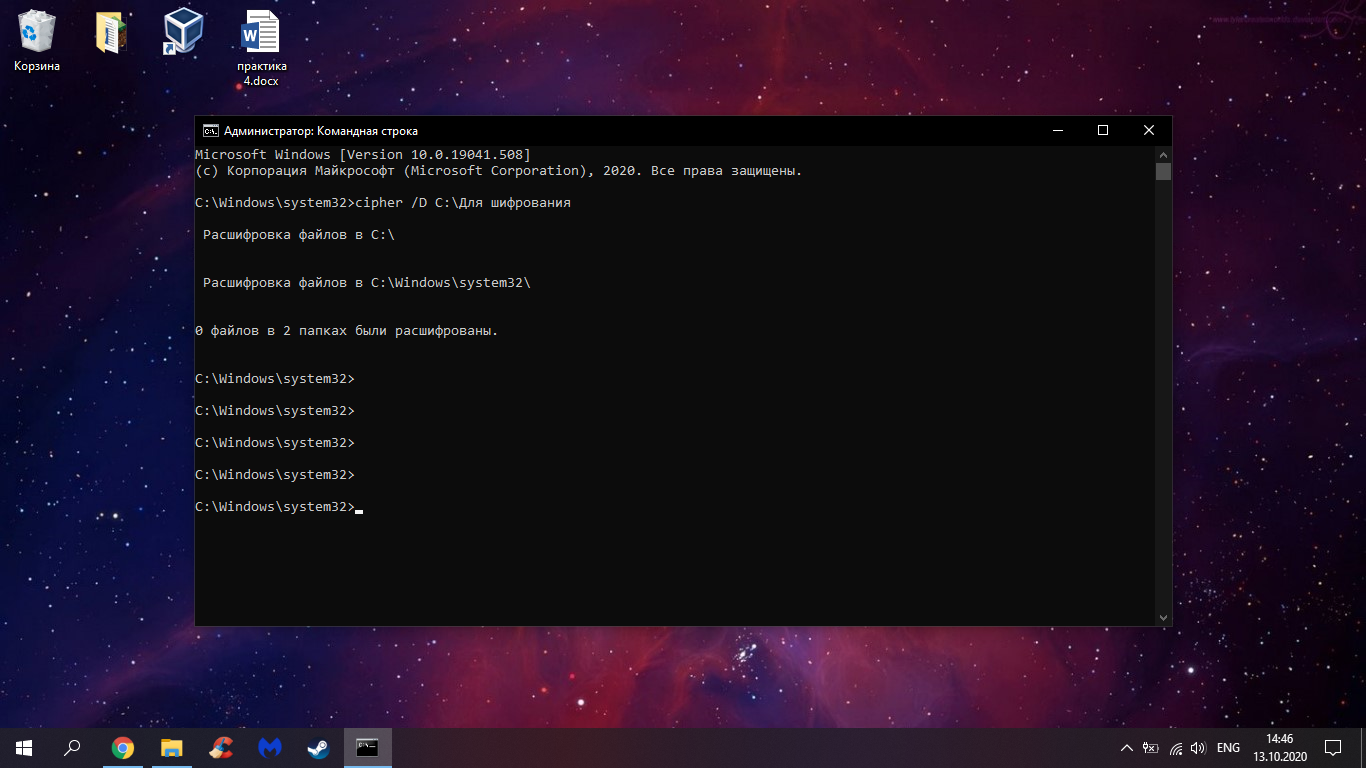 Корзина
практика
4.docx
Администратор: Командная строка
Microsoft Windows [Version 10.0.19041.508]
(c) Корпорация Майкрософт (Microsoft Corporation), 2020. Все права защищены.
C:\Windows\system32>cipher /D C:\Для шифрования
Расшифровка файлов в C:\
Расшифровка файлов в C:\Windows\system32\
0 файлов в 2 папках были расшифрованы.
C:\Windows\system32>
C:\Windows\system32>
C:\Windows\system32>
C:\Windows\system32>
C:\Windows\system32>
ENG
14:46
13.10.2020